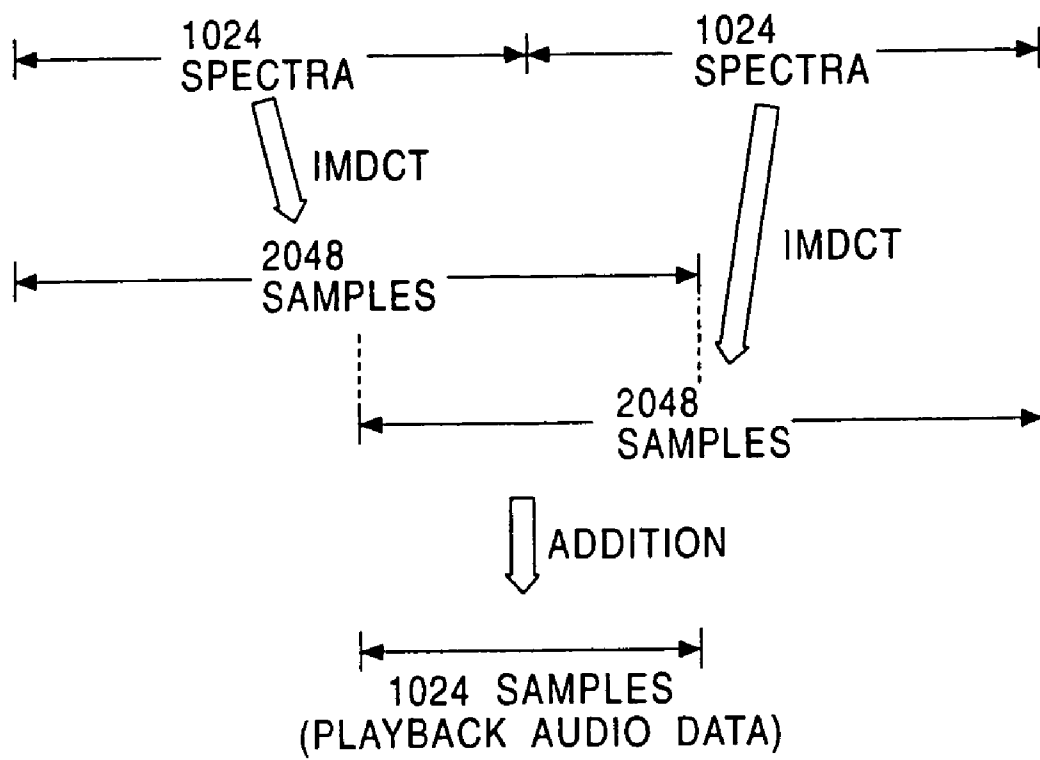 1024
SPECTRA
1024
SPECTRA
IMDCT
IMDCT
2048
SAMPLES
2048
SAMPLES
ADDITION
1024 SAMPLES
(PLAYBACK AUDIO DATA)